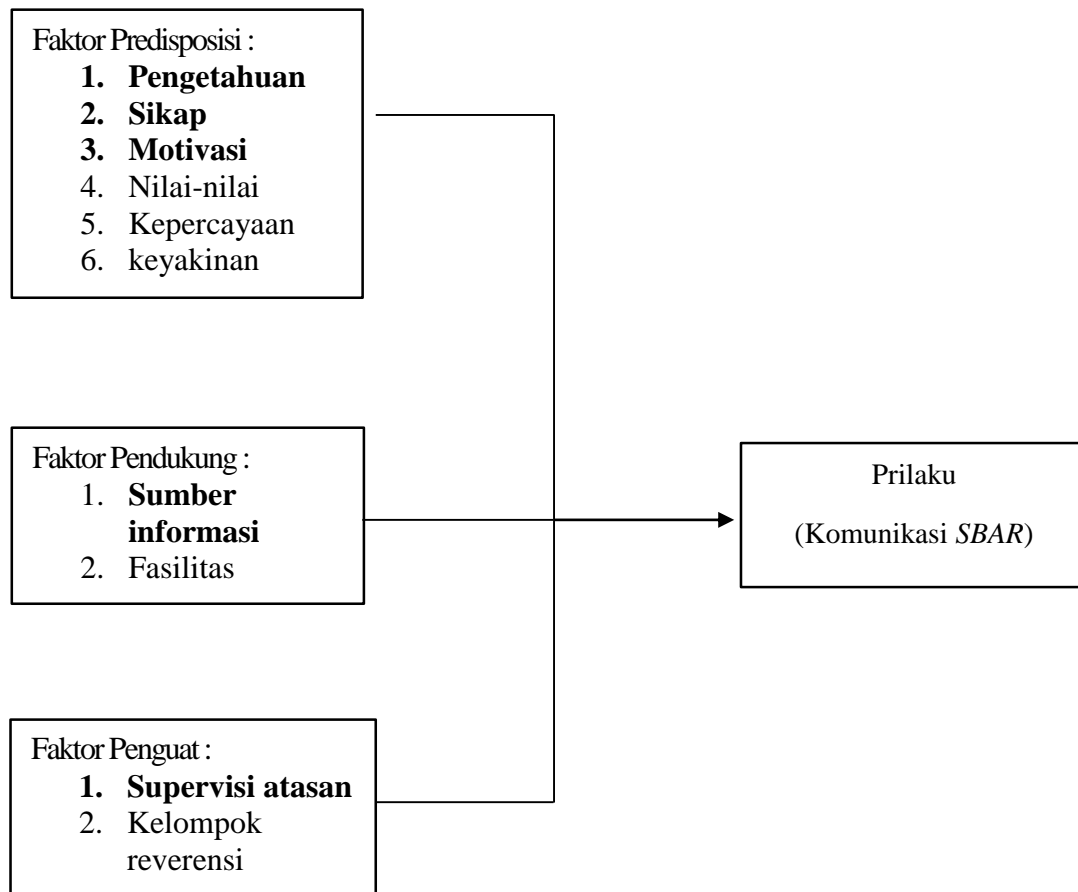 Faktor Predisposisi :
1. Pengetahuan
2. Sikap
3. Motivasi
4. Nilai-nilai
5. Kepercayaan
6. keyakinan
Faktor Pendukung :
1. Sumber
informasi
2. Fasilitas
Prilaku
(Komunikasi SBAR)
Faktor Penguat :
1. Supervisi atasan
2. Kelompok
reverensi